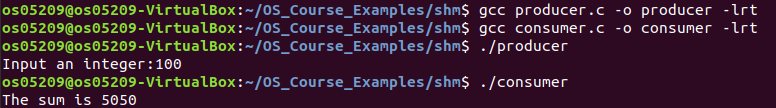 os05209@os05209-VirtualBox:~/OS_Course_Examples/shm$ gcc producer.c -o producer -lrt
os05209@os05209-VirtualBox:~/OS_Course_Examples/shm$ gcc consumer.c -o consumer -lrt
os05209@os05209-VirtualBox:~/OS_Course_Examples/shm$ ./producer
Input an integer:100
os05209@os05209-VirtualBox:~/OS_Course_Examples/shm$ ./consumer
The sum is 5050